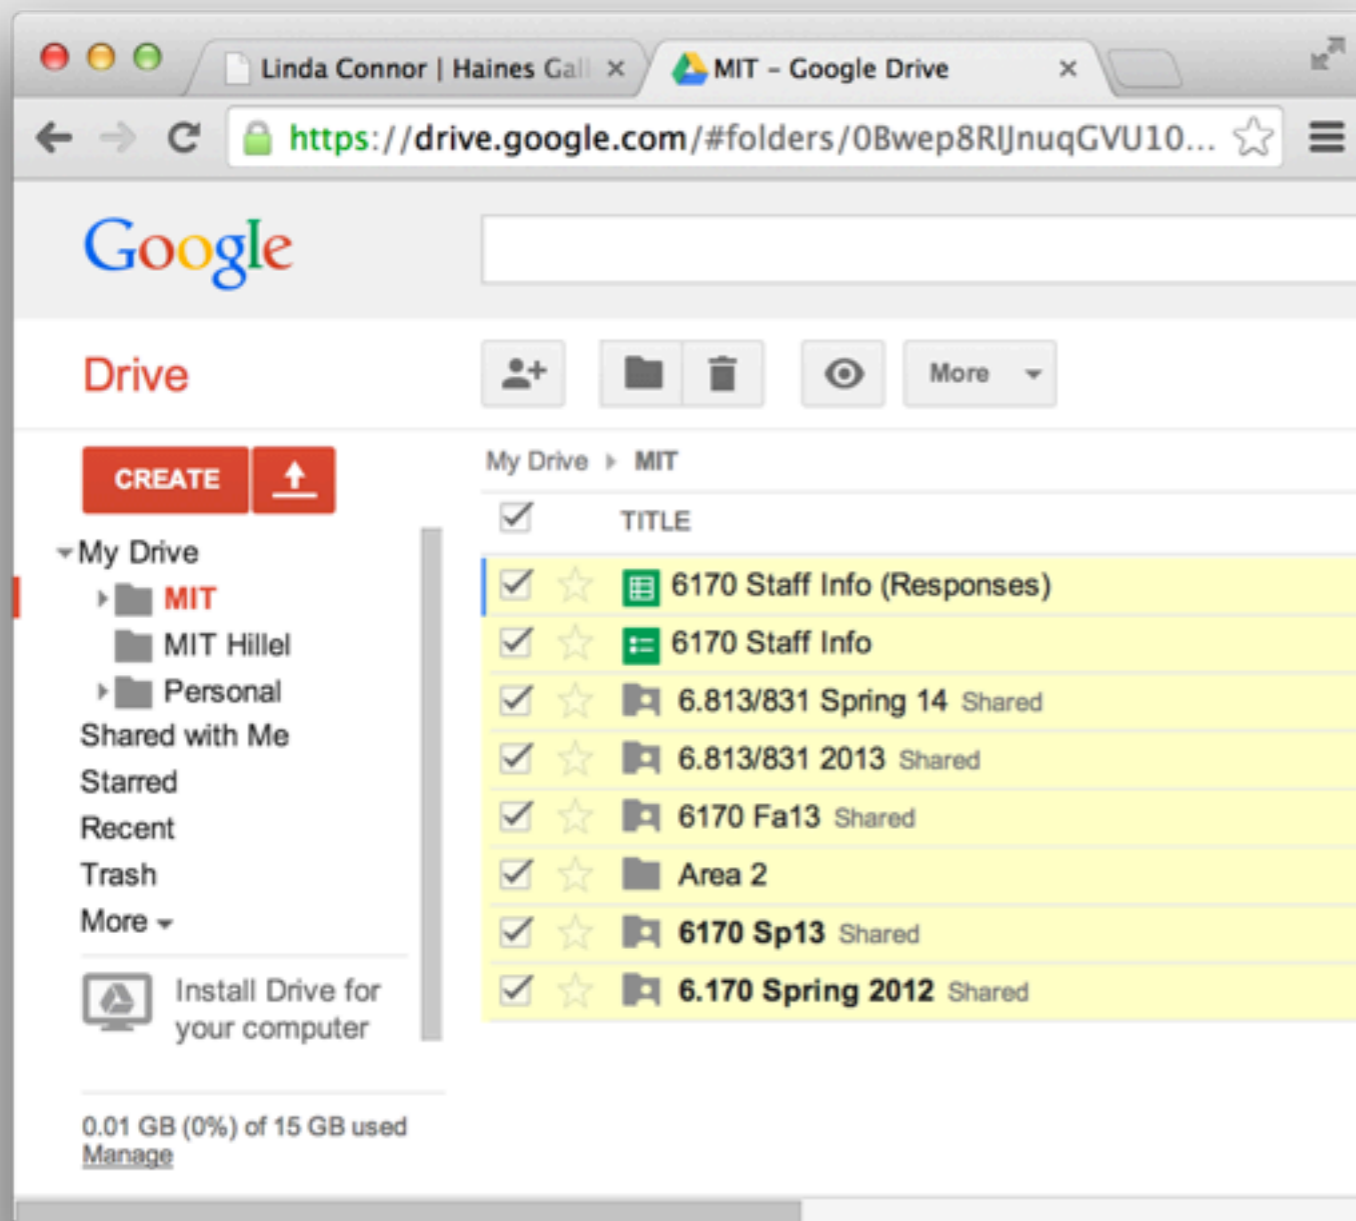 Linda Connor | Haines Gall
MIT – Google Drive
https://drive.google.com/#folders/0Bwep8RIJnuqGVU10...
Google
Drive
More
CREATE
My Drive
MIT
MIT Hillel
Personal
Shared with Me
Starred
Recent
Trash
More
Install Drive for
your computer
0.01 GB (0%) of 15 GB used
Manage
My Drive MIT
TITLE
6170 Staff Info (Responses)
6170 Staff Info
6.813/831 Spring 14 Shared
6.813/831 2013 Shared
6170 Fa13 Shared
Area 2
6170 Sp13 Shared
6.170 Spring 2012 Shared